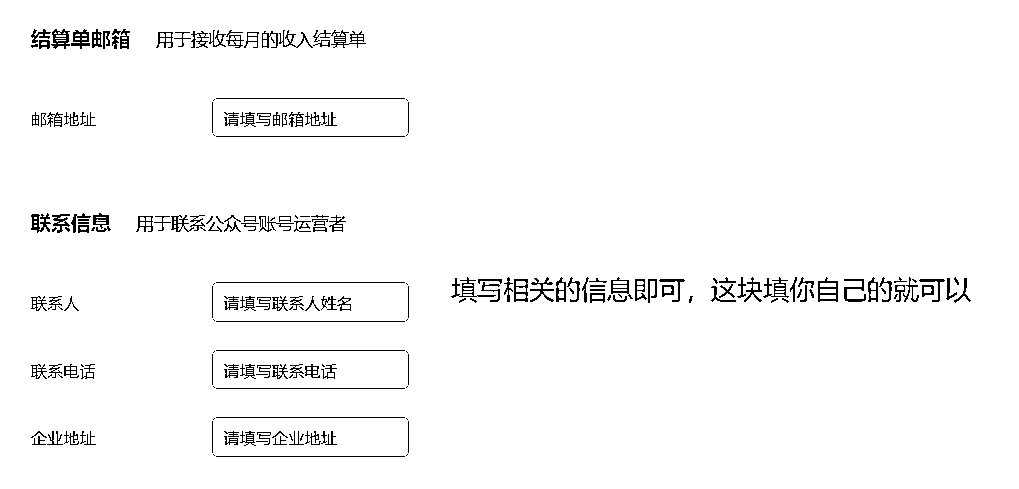 结算单邮箱 用于接收每月的收入结算单
邮箱地址 请填写邮箱地址
联系信息 用于联系公众号账号运营者
填写相关的信息即可，这块填你自己的就可以
联系人 请填写联系人姓名
联系电话 请填写联系电话
企业地址 请填写企业地址